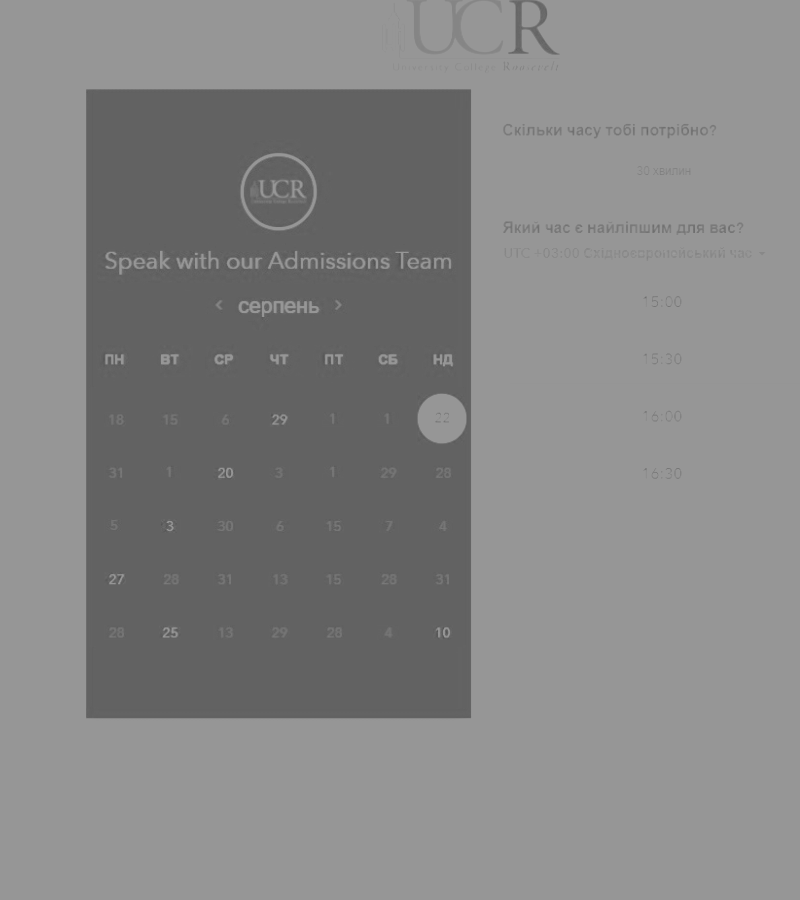 UCR
University College Roosevelt
UCR
Speak with our Admissions Team
серпень
ПН ВТ СР ЧТ ПТ СБ НД
18 15 6 29 1 1 22
31 1 20 3 1 29 28
5 3 30 6 15 7 4
27 28 31 13 15 28 31
28 25 13 29 28 4 10
Скільки часу тобі потрібно?
30 хвилин
Який час є найліпшим для вас?
UTC +03:00 Східноєвропейський час
15:00
15:30
16:00
16:30